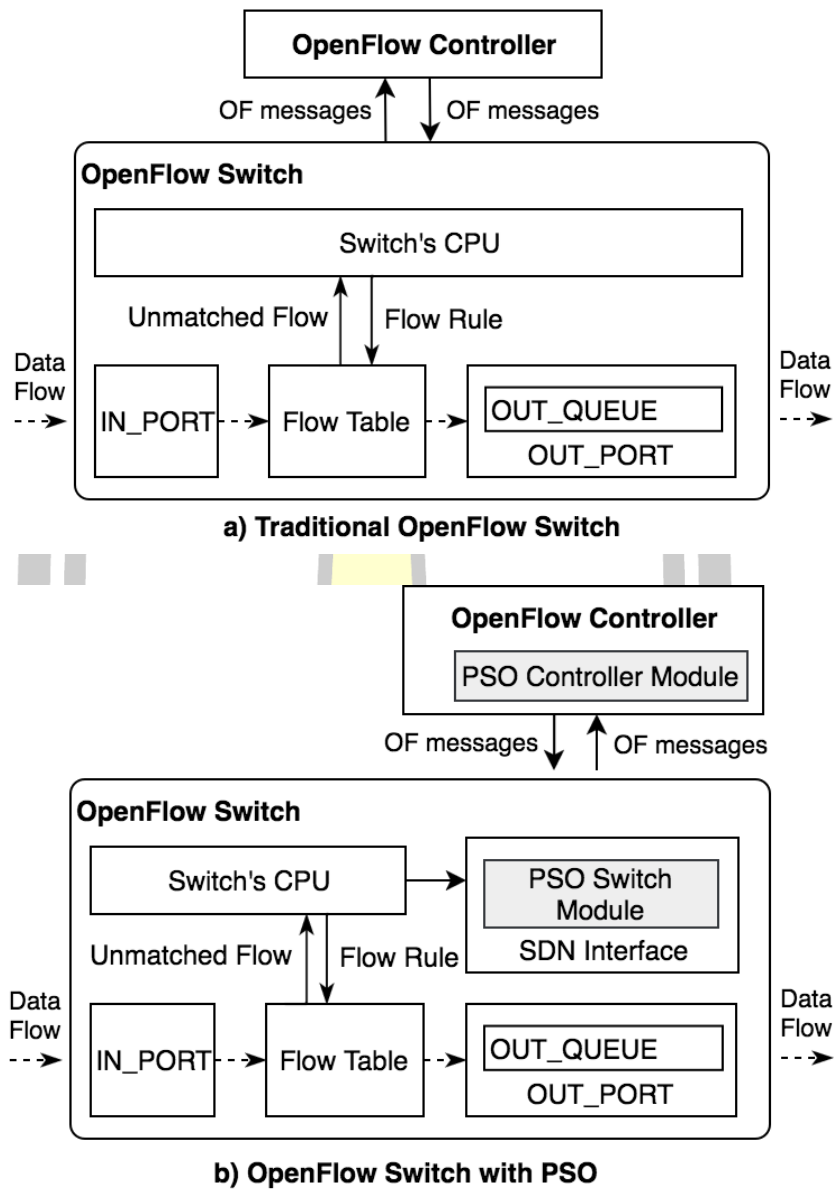 OpenFlow Controller
OF messages
OF messages
OpenFlow Switch
Switch's CPU
Unmatched Flow
Flow Rule
Data
Flow
IN_PORT
Flow Table
OUT_QUEUE
OUT_PORT
Data
Flow
a) Traditional OpenFlow Switch
OpenFlow Controller
PSO Controller Module
OF messages
OF messages
OpenFlow Switch
Switch's CPU
PSO Switch
Module
SDN Interface
Unmatched Flow
Flow Rule
Data
Flow
IN_PORT
Flow Table
OUT_QUEUE
OUT_PORT
Data
Flow
b) OpenFlow Switch with PSO